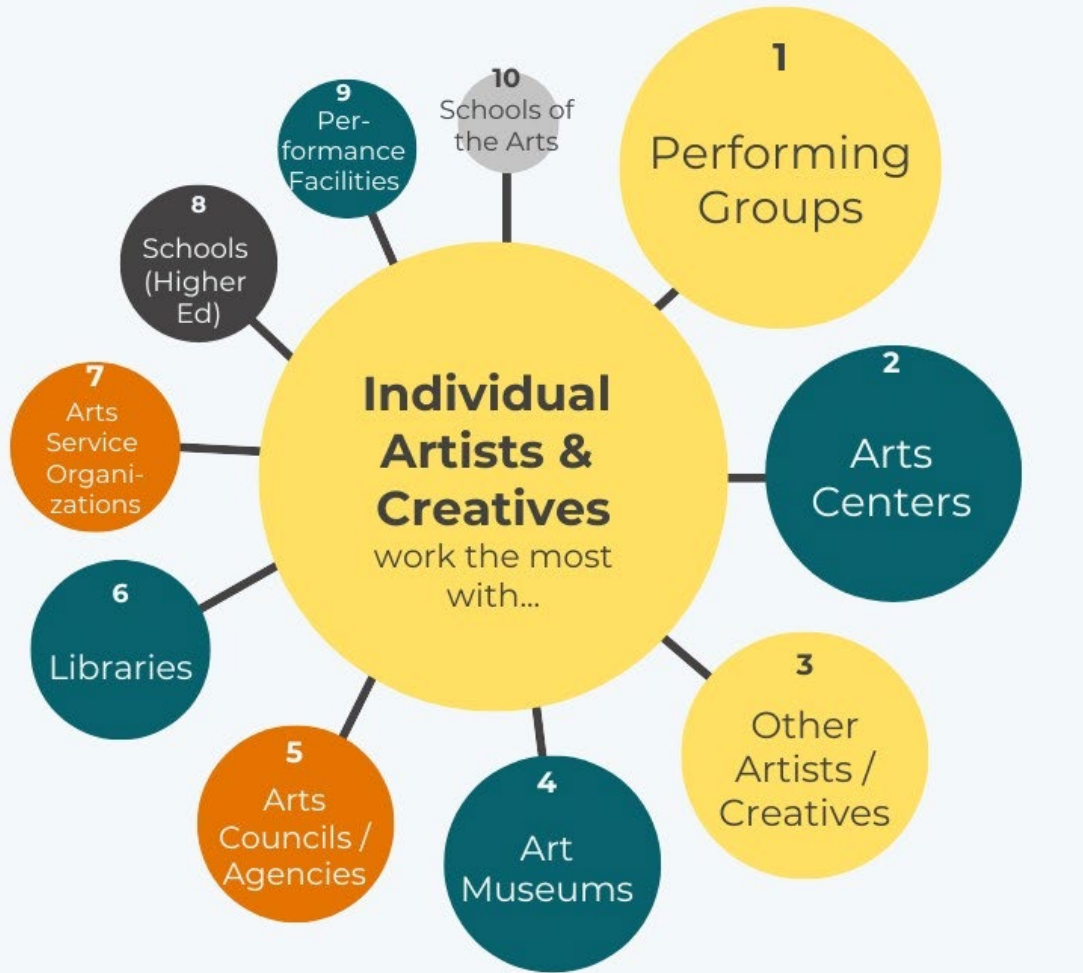 Individual
Artists &
Creatives
work the most
with...
1
Performing
Groups
2
Arts
Centers
3
Other
Artists /
Creatives
4
Art
Museums
5
Arts
Councils /
Agencies
6
Libraries
7
Arts
Service
Organi-
zations
8
Schools
(Higher
Ed)
9
Per-
formance
Facilities
10
Schools of
the Arts